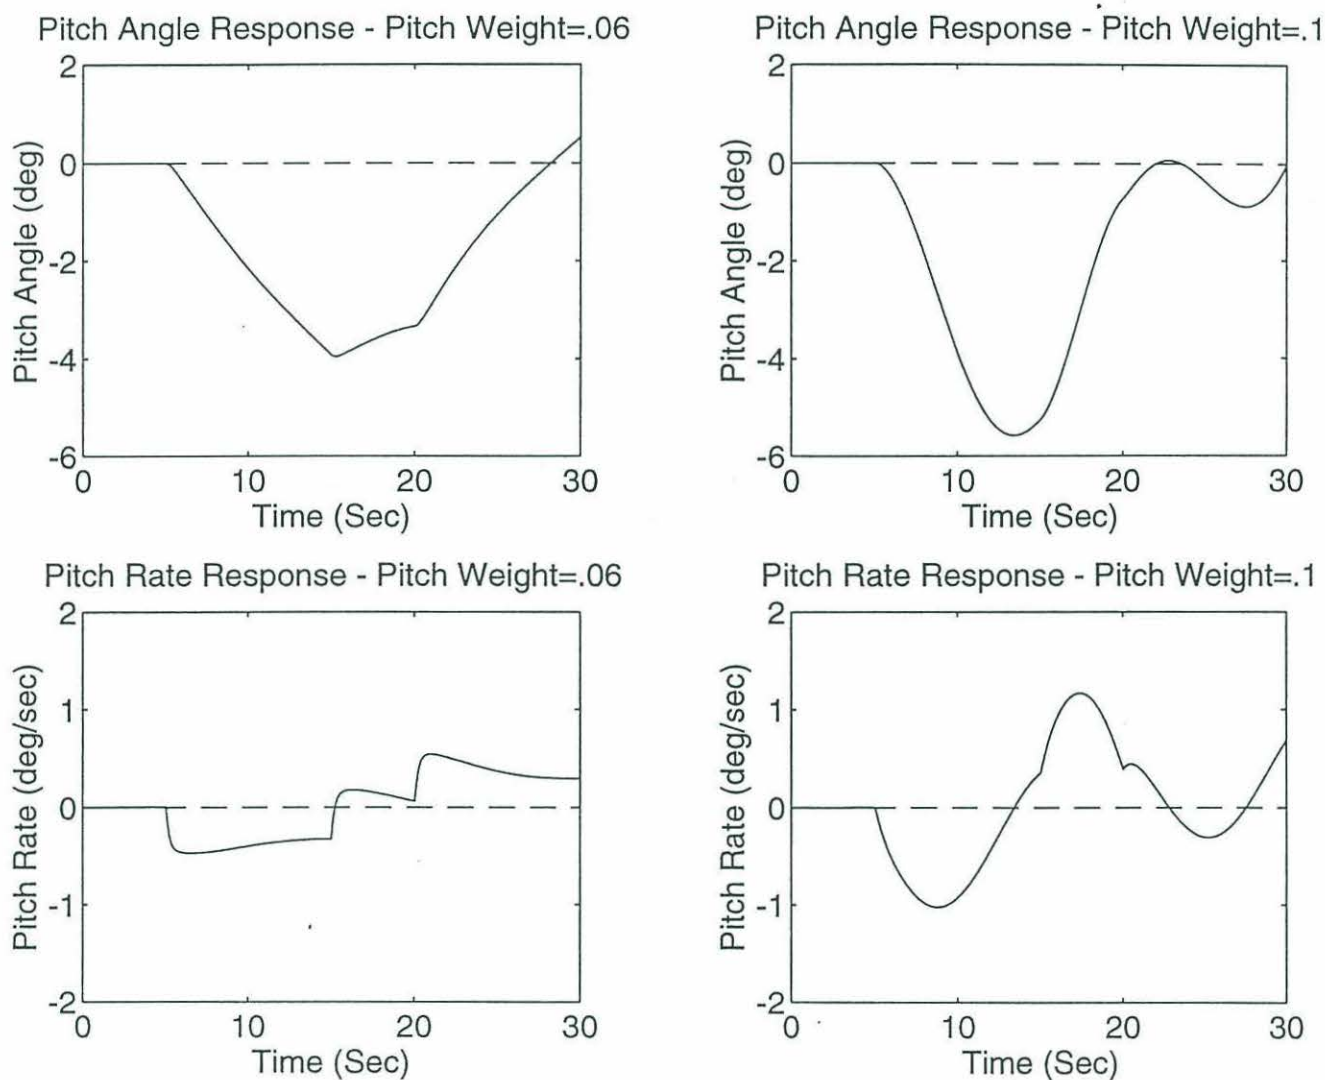 Pitch Angle Response - Pitch Weight=.06
2
0
-2
-4
-6
Pitch Angle (deg)
0 10 20 30
Time (Sec)
Pitch Angle Response - Pitch Weight=.1
2
0
-2
-4
-6
Pitch Angle (deg)
0 10 20 30
Time (Sec)
Pitch Rate Response - Pitch Weight=.06
2
1
0
-1
-2
Pitch Rate (deg/sec)
0 10 20 30
Time (Sec)
Pitch Rate Response - Pitch Weight=.1
2
1
0
-1
-2
Pitch Rate (deg/sec)
0 10 20 30
Time (Sec)